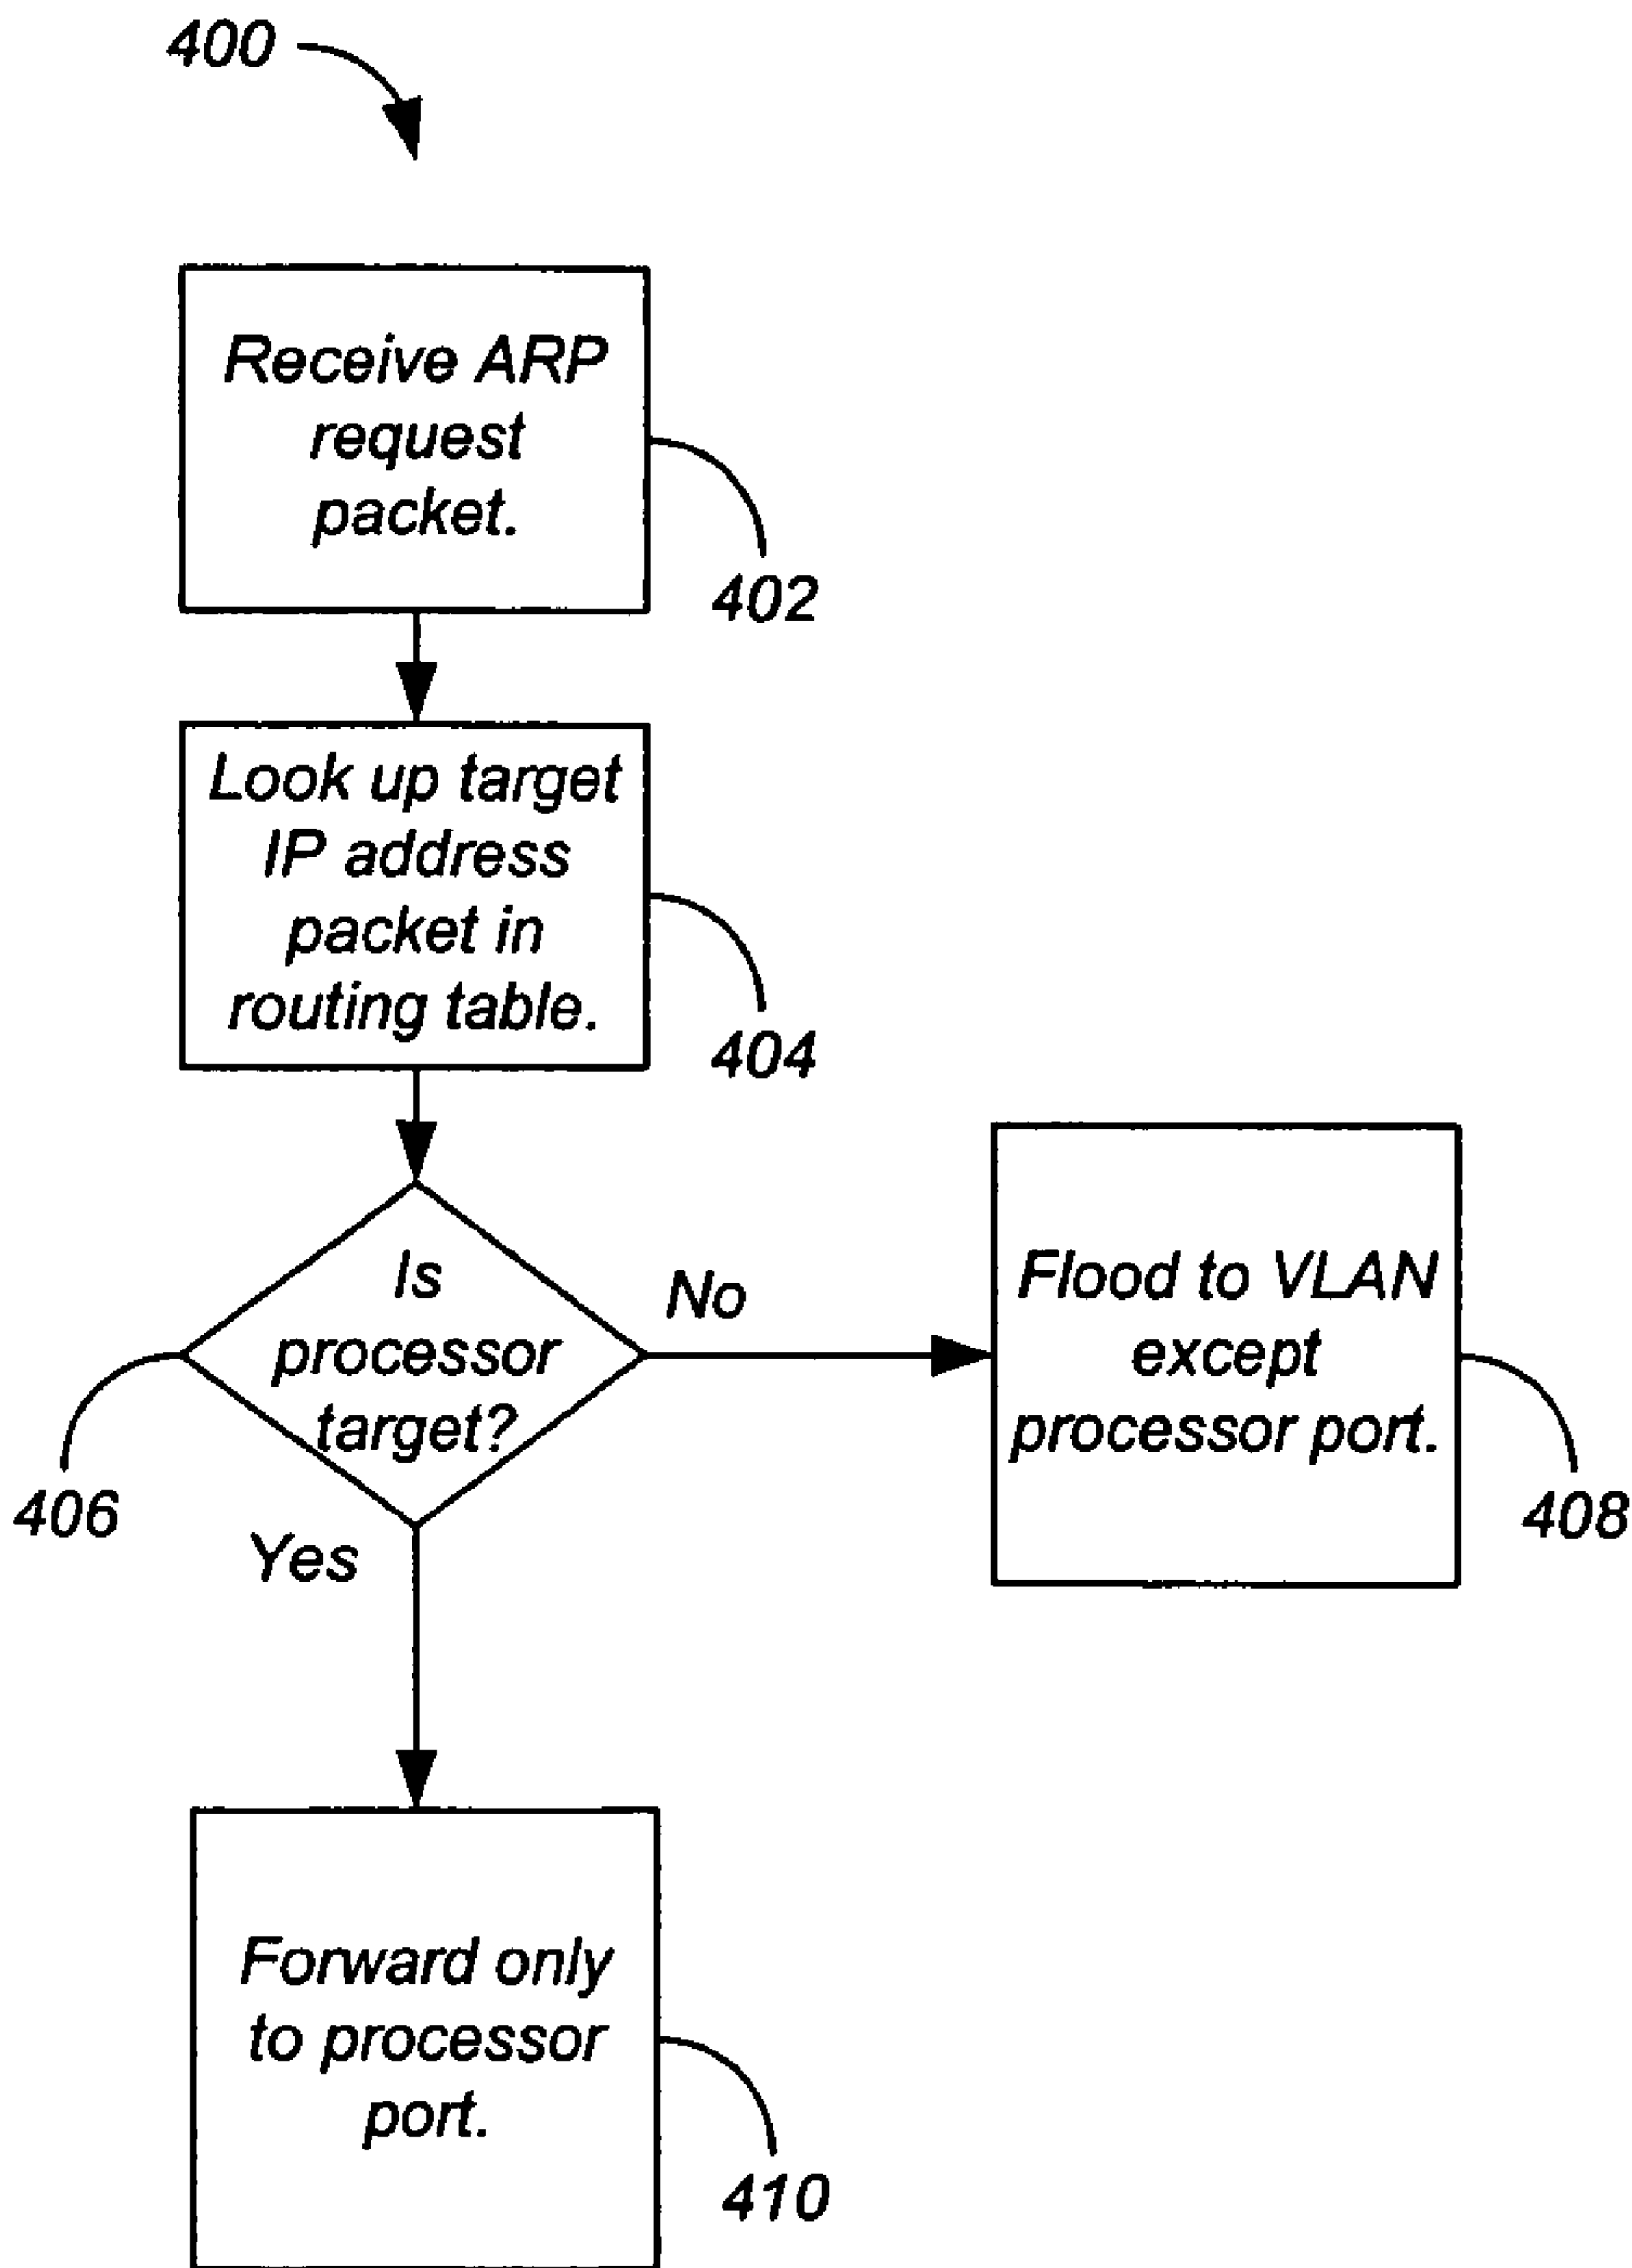 400
Receive ARP
request
packet.
402
Look up target
IP address
packet in
routing table.
404
Is
processor
target?
406
No
Yes
Flood to VLAN
except
processor port.
408
Forward only
to processor
port.
410